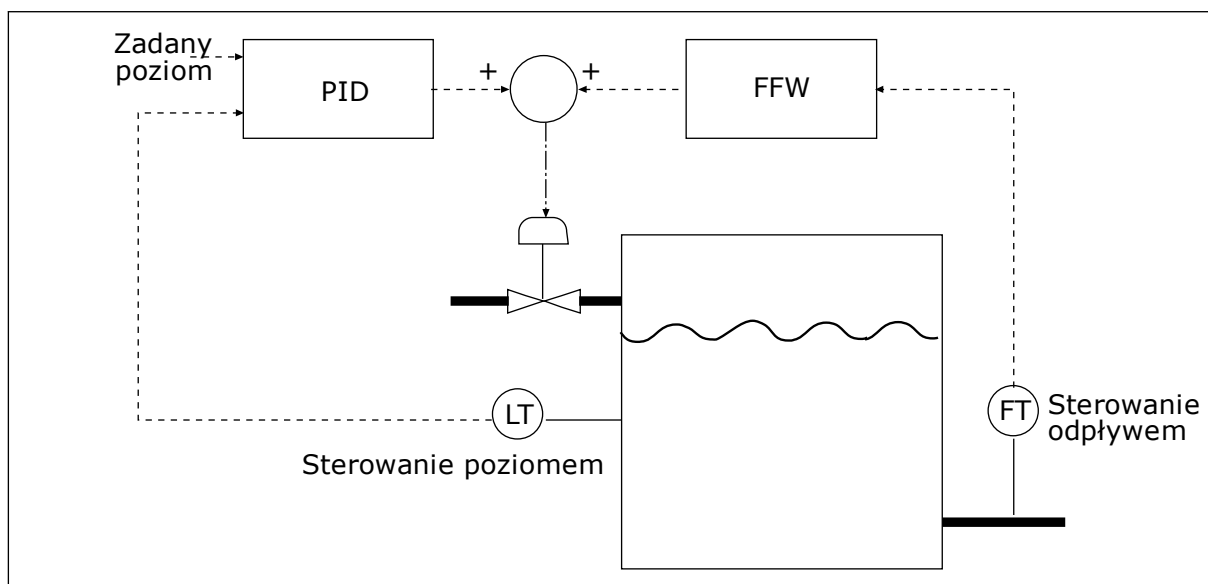 Zadany
poziom
PID
+
+
FFW
LT
Sterowanie poziomem
FT
Sterowanie
odpływem